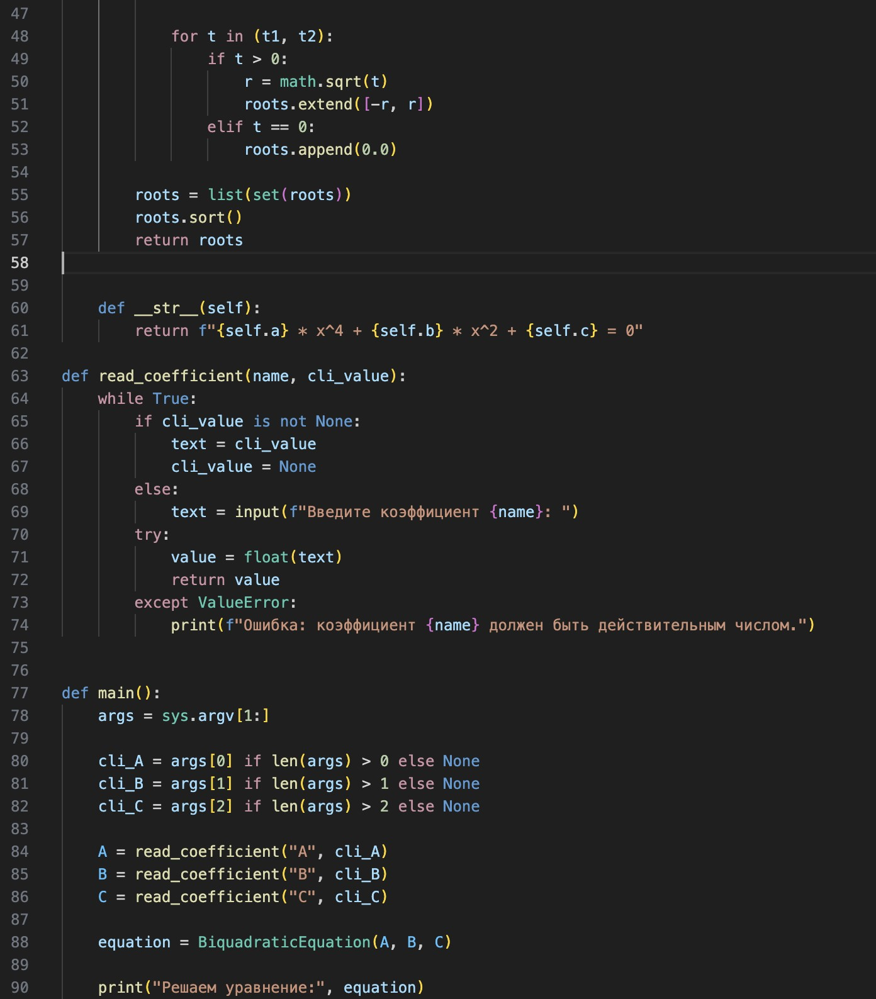 47
48 for t in (t1, t2):
49 if t > 0:
50 r = math.sqrt(t)
51 roots.extend([-r, r])
52 elif t == 0:
53 roots.append(0.0)
54
55 roots = list(set(roots))
56 roots.sort()
57 return roots
58
59
60 def __str__(self):
61 return f"{self.a} * x^4 + {self.b} * x^2 + {self.c} = 0"
62
63 def read_coefficient(name, cli_value):
64 while True:
65 if cli_value is not None:
66 text = cli_value
67 cli_value = None
68 else:
69 text = input(f"Введите коэффициент {name}: ")
70 try:
71 value = float(text)
72 return value
73 except ValueError:
74 print(f"Ошибка: коэффициент {name} должен быть действительным числом.")
75
76
77 def main():
78 args = sys.argv[1:]
79
80 cli_A = args[0] if len(args) > 0 else None
81 cli_B = args[1] if len(args) > 1 else None
82 cli_C = args[2] if len(args) > 2 else None
83
84 A = read_coefficient("A", cli_A)
85 B = read_coefficient("B", cli_B)
86 C = read_coefficient("C", cli_C)
87
88 equation = BiquadraticEquation(A, B, C)
89
90 print("Решаем уравнение:", equation)